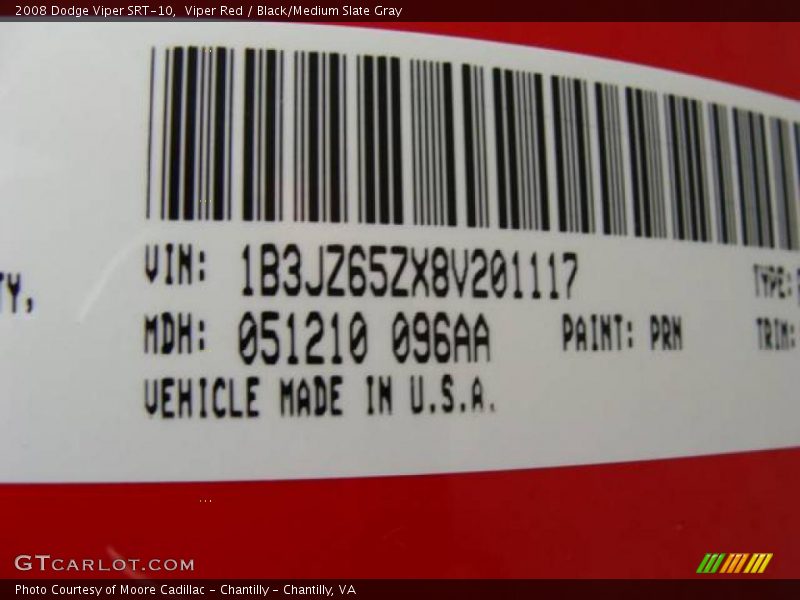 2008 Dodge Viper SRT-10, Viper Red / Black/Medium Slate Gray
VIN: 1B3JZ65ZX8V201117
TYPE:
TY,
MDH: 051210 096AA
PAINT: PRN
TRIM:
VEHICLE MADE IN U.S.A.
GTCARLOT.COM
Photo Courtesy of Moore Cadillac - Chantilly - Chantilly, VA